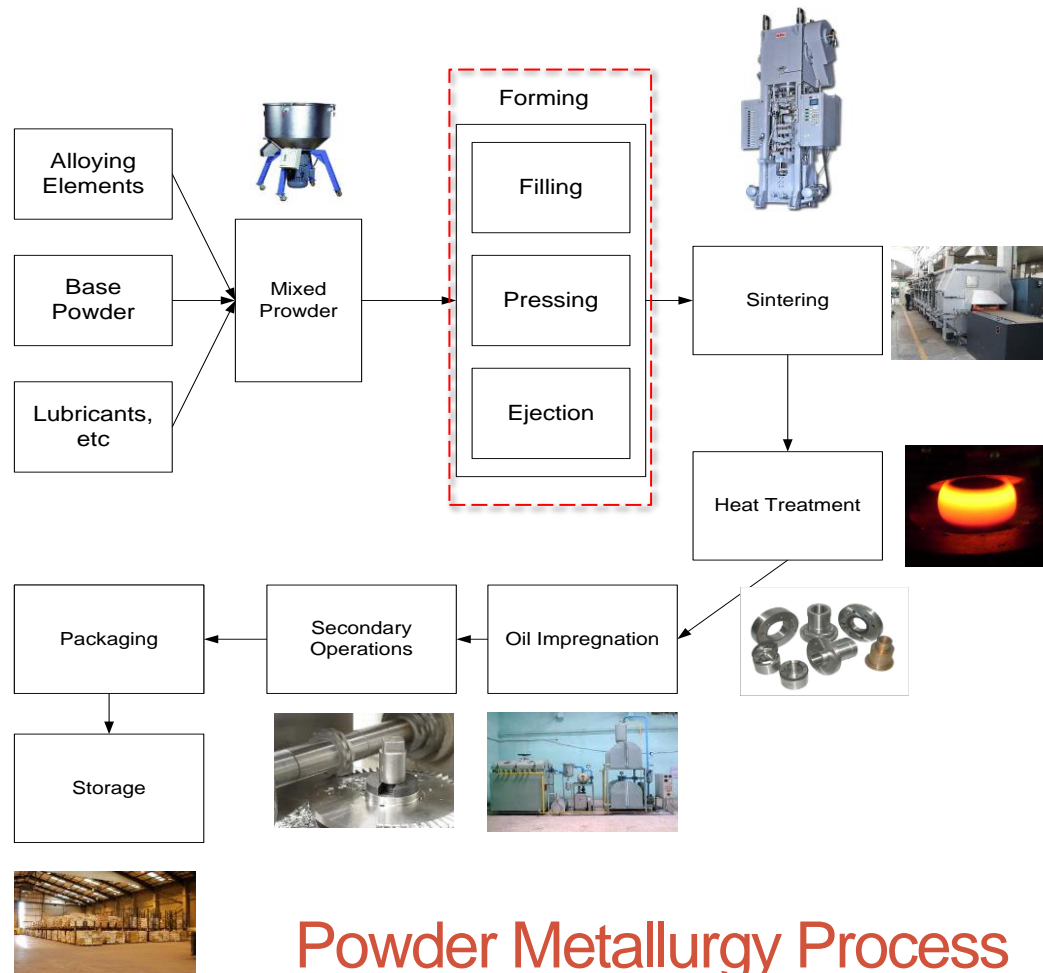 Forming
Alloying
Elements
Filling
Base
Powder
Mixed
Prowder
Pressing
Sintering
Lubricants,
etc
Ejection
Heat Treatment
Packaging
Secondary
Operations
Oil Impregnation
Storage
Powder Metallurgy Process